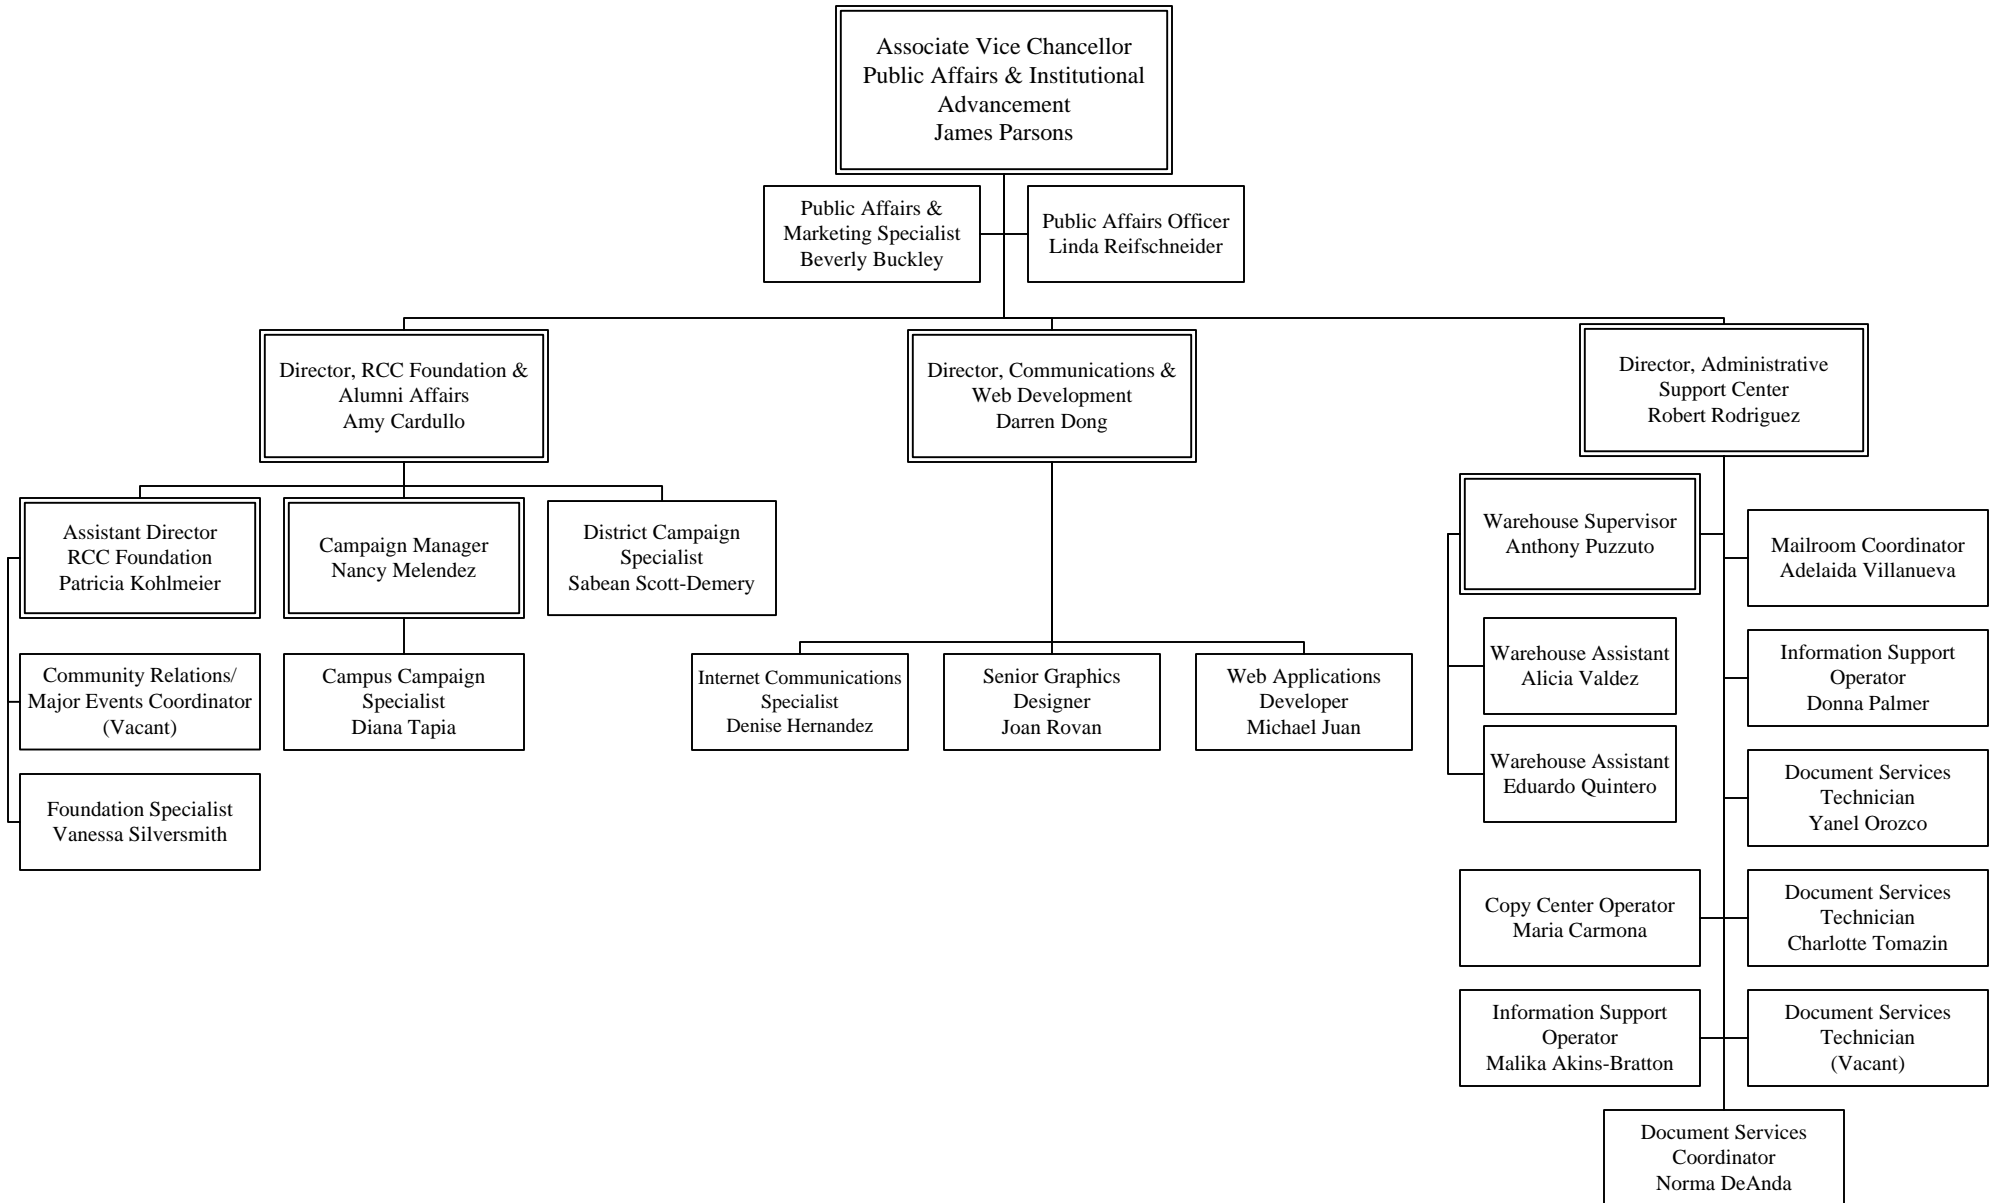 Associate Vice Chancellor
Public Affairs & Institutional
Advancement
James Parsons
Public Affairs &
Marketing Specialist
Beverly Buckley
Public Affairs Officer
Linda Reifschneider
Director, RCC Foundation &
Alumni Affairs
Amy Cardullo
Director, Communications &
Web Development
Darren Dong
Director, Administrative
Support Center
Robert Rodriguez
Assistant Director
RCC Foundation
Patricia Kohlmeier
Campaign Manager
Nancy Melendez
District Campaign
Specialist
Sabean Scott-Demery
Warehouse Supervisor
Anthony Puzzuto
Mailroom Coordinator
Adelaida Villanueva
Community Relations/
Major Events Coordinator
(Vacant)
Campus Campaign
Specialist
Diana Tapia
Internet Communications
Specialist
Denise Hernandez
Senior Graphics
Designer
Joan Rovan
Web Applications
Developer
Michael Juan
Warehouse Assistant
Alicia Valdez
Information Support
Operator
Donna Palmer
Foundation Specialist
Vanessa Silversmith
Warehouse Assistant
Eduardo Quintero
Document Services
Technician
Yanel Orozco
Copy Center Operator
Maria Carmona
Document Services
Technician
Charlotte Tomazin
Information Support
Operator
Malika Akins-Bratton
Document Services
Technician
(Vacant)
Document Services
Coordinator
Norma DeAnda